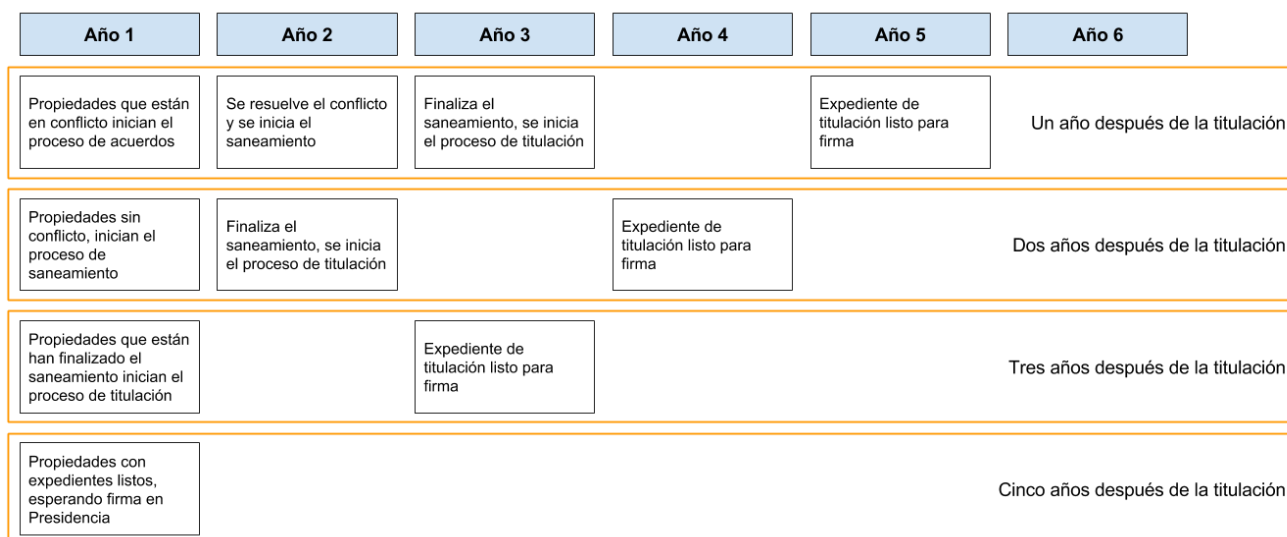 Año 1
Año 2
Año 3
Año 4
Año 5
Año 6
Propiedades que están
en conflicto inician el
proceso de acuerdos
Se resuelve el conflicto
y se inicia el
saneamiento
Finaliza el
saneamiento, se inicia
el proceso de titulación
Expediente de
titulación listo para
firma
Un año después de la titulación
Propiedades sin
conflicto, inician el
proceso de
saneamiento
Finaliza el
saneamiento, se inicia
el proceso de titulación
Expediente de
titulación listo para
firma
Dos años después de la titulación
Propiedades que están
han finalizado el
saneamiento inician el
proceso de titulación
Expediente de
titulación listo para
firma
Tres años después de la titulación
Propiedades con
expedientes listos,
esperando firma en
Presidencia
Cinco años después de la titulación